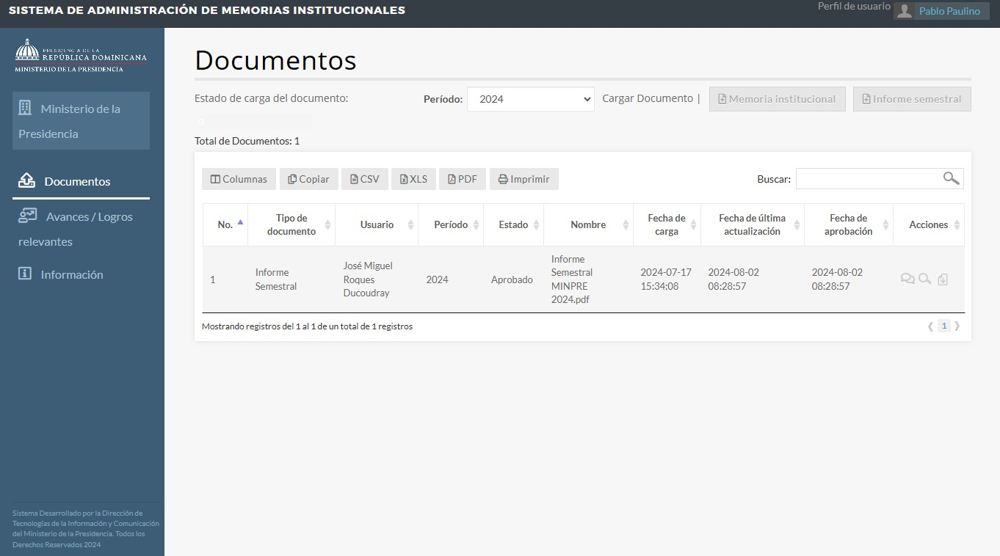 SISTEMA DE ADMINISTRACIÓN DE MEMORIAS INSTITUCIONALES
Perfil de usuario Pablo Paulino
PRESIDENCIA DE LA
REPÚBLICA DOMINICANA
MINISTERIO DE LA PRESIDENCIA
Ministerio de la
Presidencia
Documentos
Avances / Logros
relevantes
Información
Sistema Desarrollado por la Dirección de
Tecnologías de la Información y Comunicación
del Ministerio de la Presidencia. Todos los
Derechos Reservados 2024
Documentos
Estado de carga del documento:
0
Período: 2024 Cargar Documento | Memoria institucional Informe semestral
Total de Documentos: 1
Columnas Copiar CSV XLS PDF Imprimir
Buscar:
No. Tipo de documento Usuario Período Estado Nombre Fecha de carga Fecha de última actualización Fecha de aprobación Acciones
1 Informe Semestral José Miguel Roques Ducoudray 2024 Aprobado Informe Semestral MINPRE 2024.pdf 2024-07-17 15:34:08 2024-08-02 08:28:57 2024-08-02 08:28:57
Mostrando registros del 1 al 1 de un total de 1 registros
❮ 1 ❯